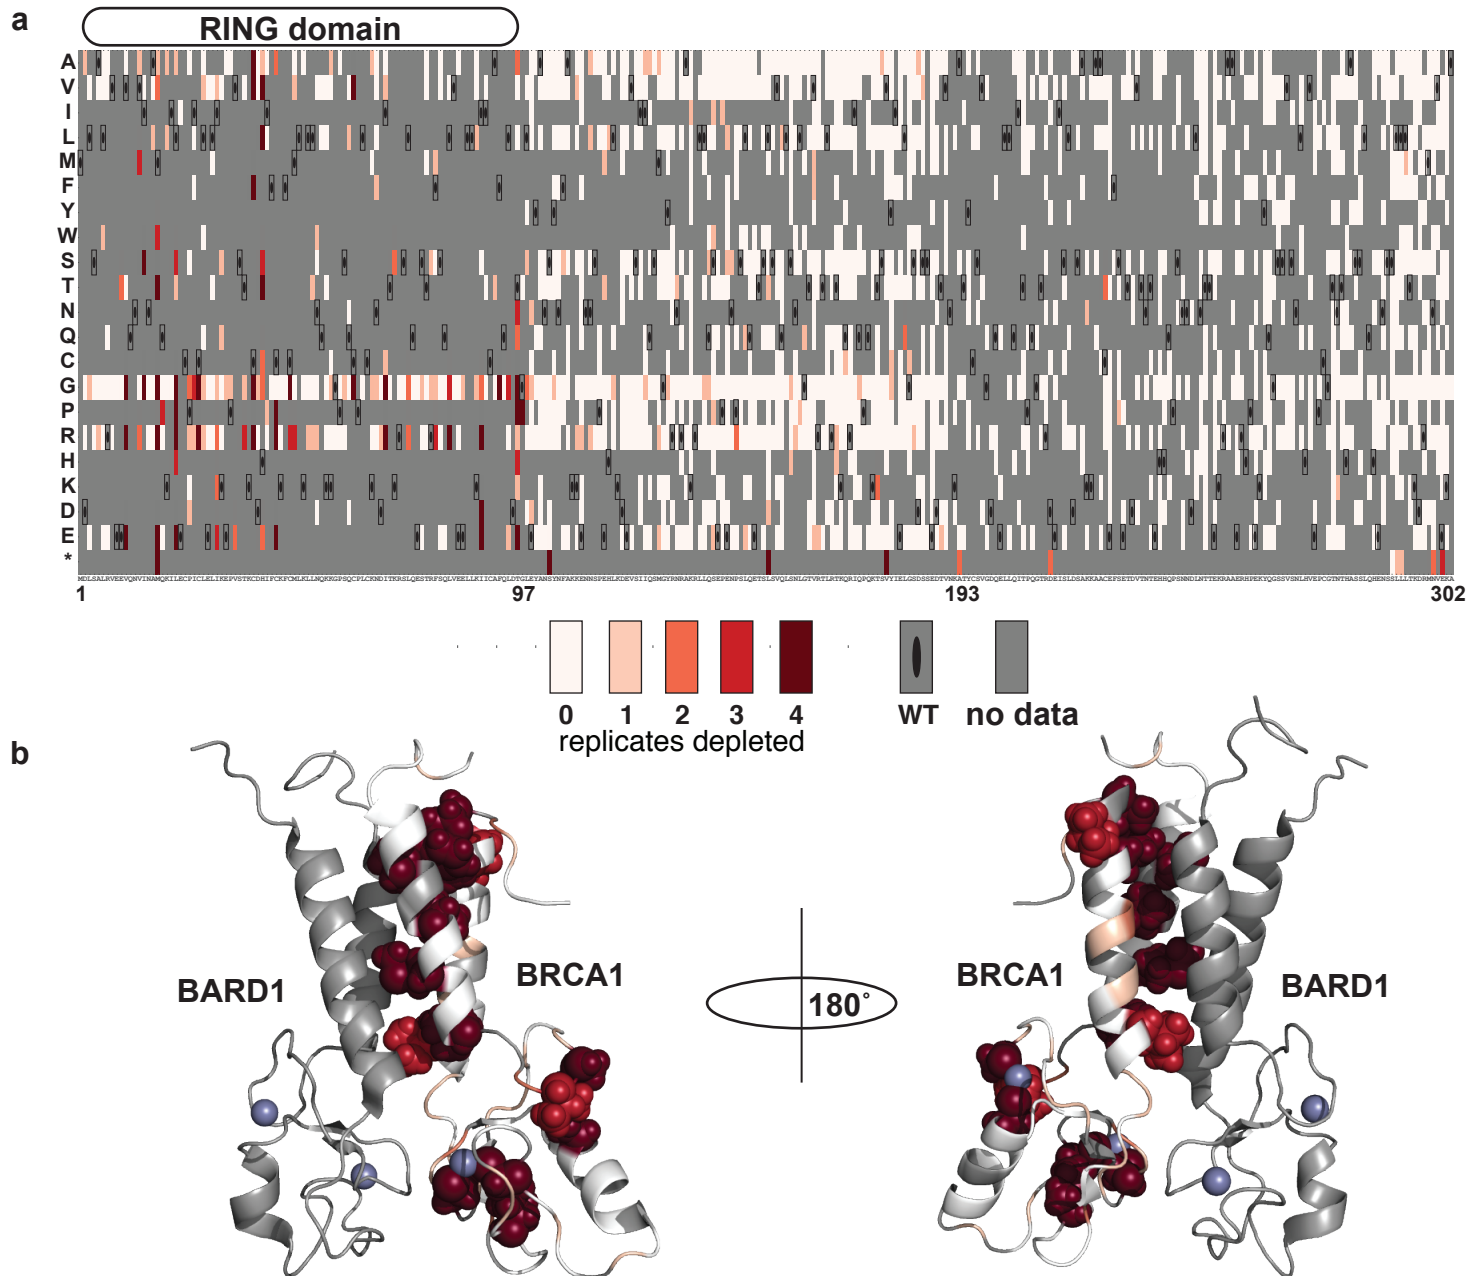 a
RING domain
A
V
I
L
M
F
Y
W
S
T
N
Q
C
G
P
R
H
K
D
E
*
1 97 193 302
0 1 2 3 4 WT no data
replicates depleted
b
BARD1 BRCA1 180° BRCA1 BARD1